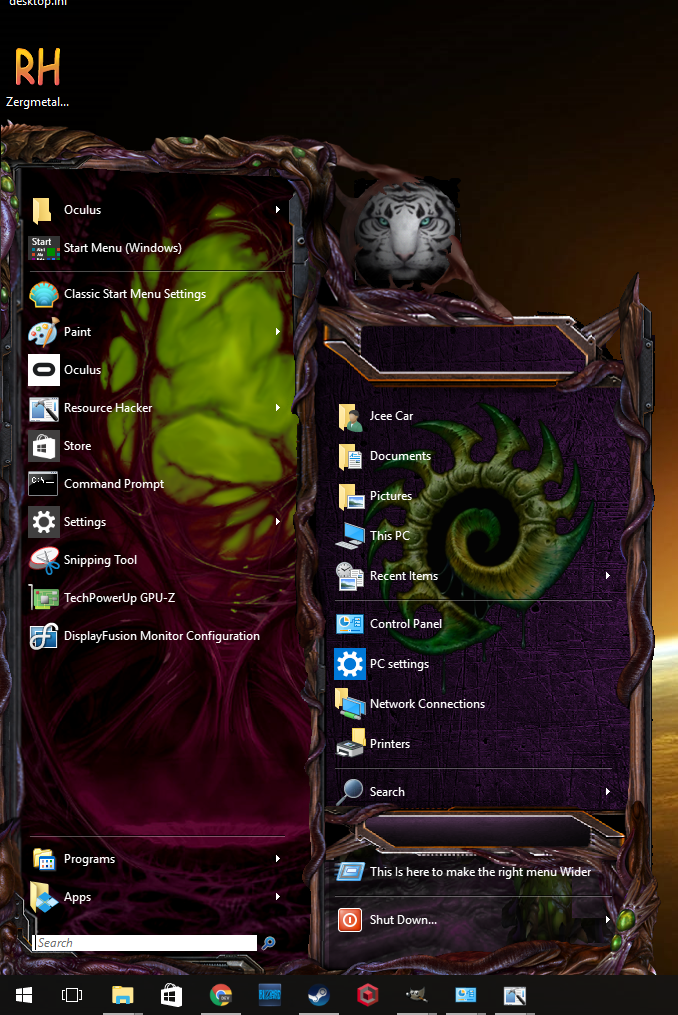 desktop.ini
RH
Zergmetal...
Oculus
Start
Start Menu (Windows)
Classic Start Menu Settings
Paint
Oculus
Resource Hacker
Store
C:\
Command Prompt
Settings
Snipping Tool
TechPowerUp GPU-Z
DisplayFusion Monitor Configuration
Programs
Apps
Search
Jcee Car
Documents
Pictures
This PC
Recent Items
Control Panel
PC settings
Network Connections
Printers
Search
This Is here to make the right menu Wider
Shut Down...
DEV
BLIZZARD